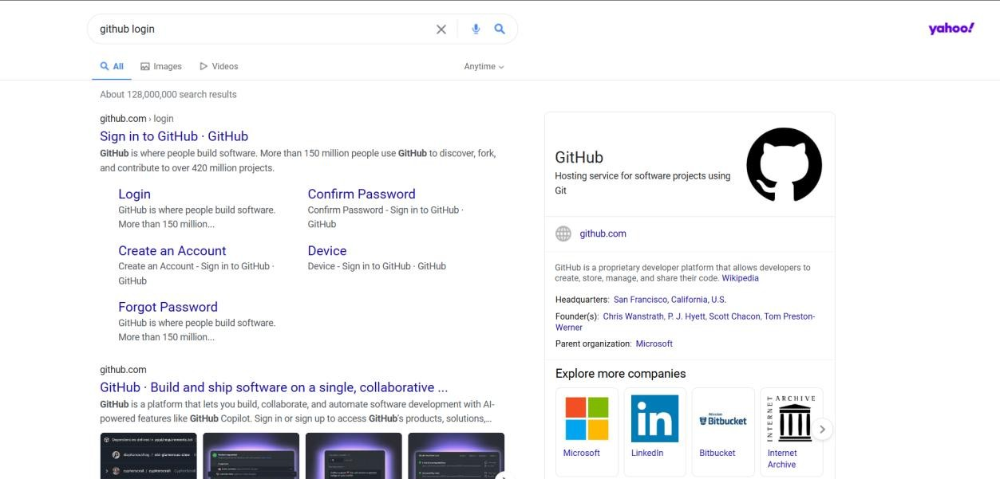 github login
yahoo!
All
Images
Videos
Anytime
About 128,000,000 search results
github.com › login
Sign in to GitHub · GitHub
GitHub is where people build software. More than 150 million people use GitHub to discover, fork,
and contribute to over 420 million projects.
Login
GitHub is where people build software.
More than 150 million...
Confirm Password
Confirm Password - Sign in to GitHub ·
GitHub
Create an Account
Create an Account - Sign in to GitHub ·
GitHub
Device
Device - Sign in to GitHub · GitHub
Forgot Password
GitHub is where people build software.
More than 150 million...
github.com
GitHub · Build and ship software on a single, collaborative ...
GitHub is a platform that lets you build, collaborate, and automate software development with AI-
powered features like GitHub Copilot. Sign in or sign up to access GitHub's products, solutions,...
Dependencies defined in
GitHub
Hosting service for software projects using
Git
github.com
GitHub is a proprietary developer platform that allows developers to
create, store, manage, and share their code. Wikipedia
Headquarters: San Francisco, California, U.S.
Founder(s): Chris Wanstrath, P. J. Hyett, Scott Chacon, Tom Preston-
Werner
Parent organization: Microsoft
Explore more companies
in
Bitbucket
INTERNET ARCHIVE
Microsoft
LinkedIn
Bitbucket
Internet
Archive